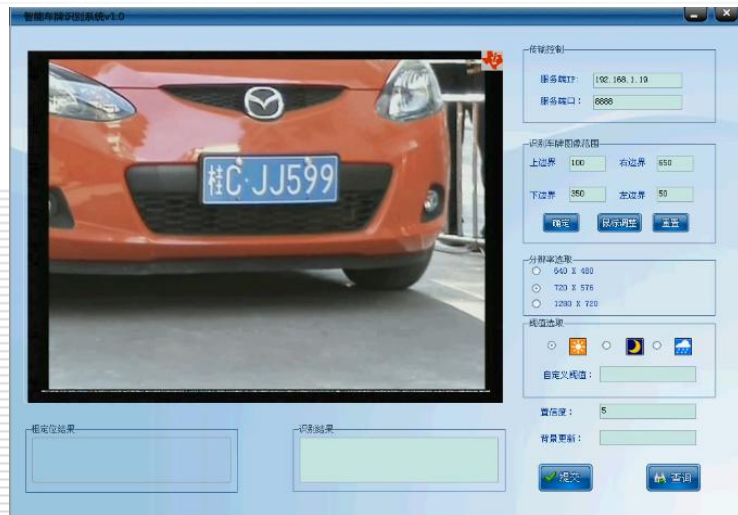 智能车牌识别系统v1.0
桂C·JJ599
传输控制
服务端IP: 192.168.1.19
服务端口: 8888
识别车牌图像范围
上边界 100 右边界 650
下边界 350 左边界 50
确定 鼠标调整 重置
分辨率选取
640 X 480
720 X 576
1280 X 720
阈值选取
自定义阈值:
置信度: 5
背景更新:
粗定位结果
识别结果
提交 查询